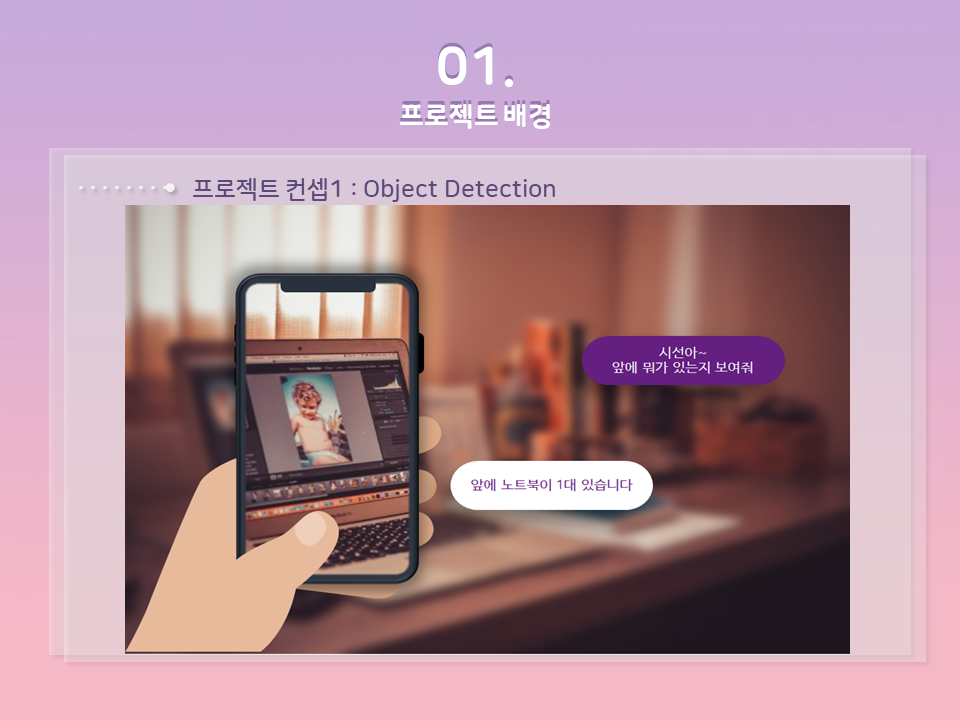 01.
프로젝트 배경
프로젝트 컨셉1 : Object Detection
시선아~
앞에 뭐가 있는지 보여줘
앞에 노트북이 1대 있습니다